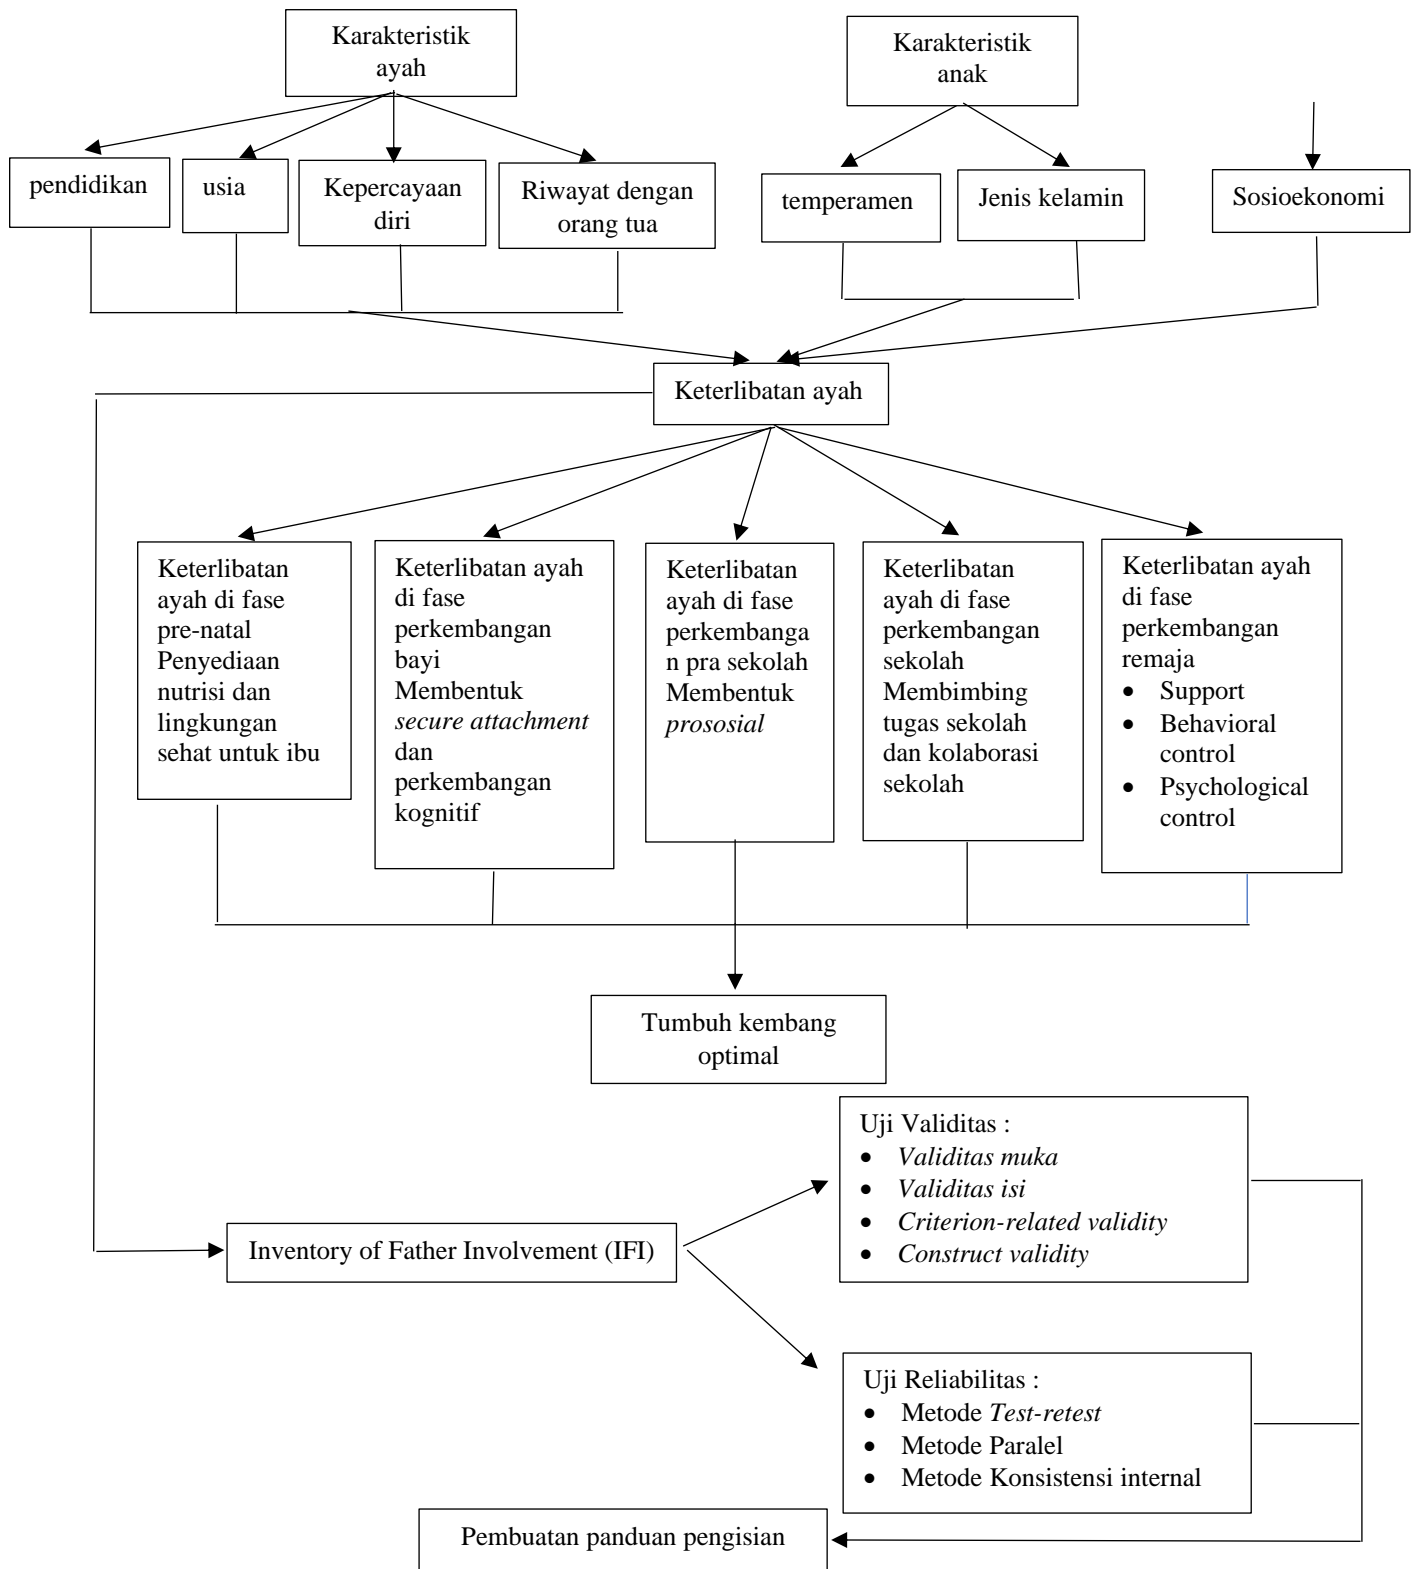 Karakteristik
ayah
Karakteristik
anak
pendidikan
usia
Kepercayaan
diri
Riwayat dengan
orang tua
temperamen
Jenis kelamin
Sosioekonomi
Keterlibatan ayah
Keterlibatan
ayah di fase
pre-natal
Penyediaan
nutrisi dan
lingkungan
sehat untuk ibu
Keterlibatan ayah
di fase
perkembangan
bayi
Membentuk
secure attachment
dan
perkembangan
kognitif
Keterlibatan
ayah di fase
perkembanga
n pra sekolah
Membentuk
prososial
Keterlibatan
ayah di fase
perkembangan
sekolah
Membimbing
tugas sekolah
dan kolaborasi
sekolah
Keterlibatan ayah
di fase
perkembangan
remaja
• Support
• Behavioral
control
• Psychological
control
Tumbuh kembang
optimal
Uji Validitas :
• Validitas muka
• Validitas isi
• Criterion-related validity
• Construct validity
Inventory of Father Involvement (IFI)
Uji Reliabilitas :
• Metode Test-retest
• Metode Paralel
• Metode Konsistensi internal
Pembuatan panduan pengisian